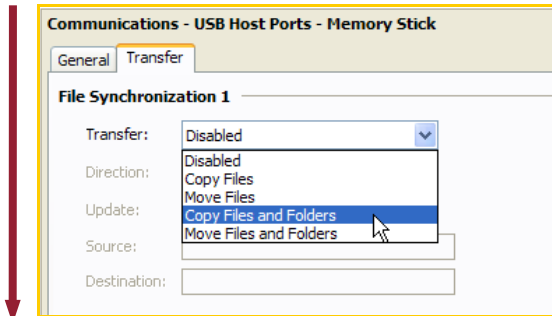 Communications - USB Host Ports - Memory Stick
General Transfer
File Synchronization 1
Transfer: Disabled
Disabled
Direction:
Copy Files
Move Files
Update:
Copy Files and Folders
Move Files and Folders
Source:
Destination: